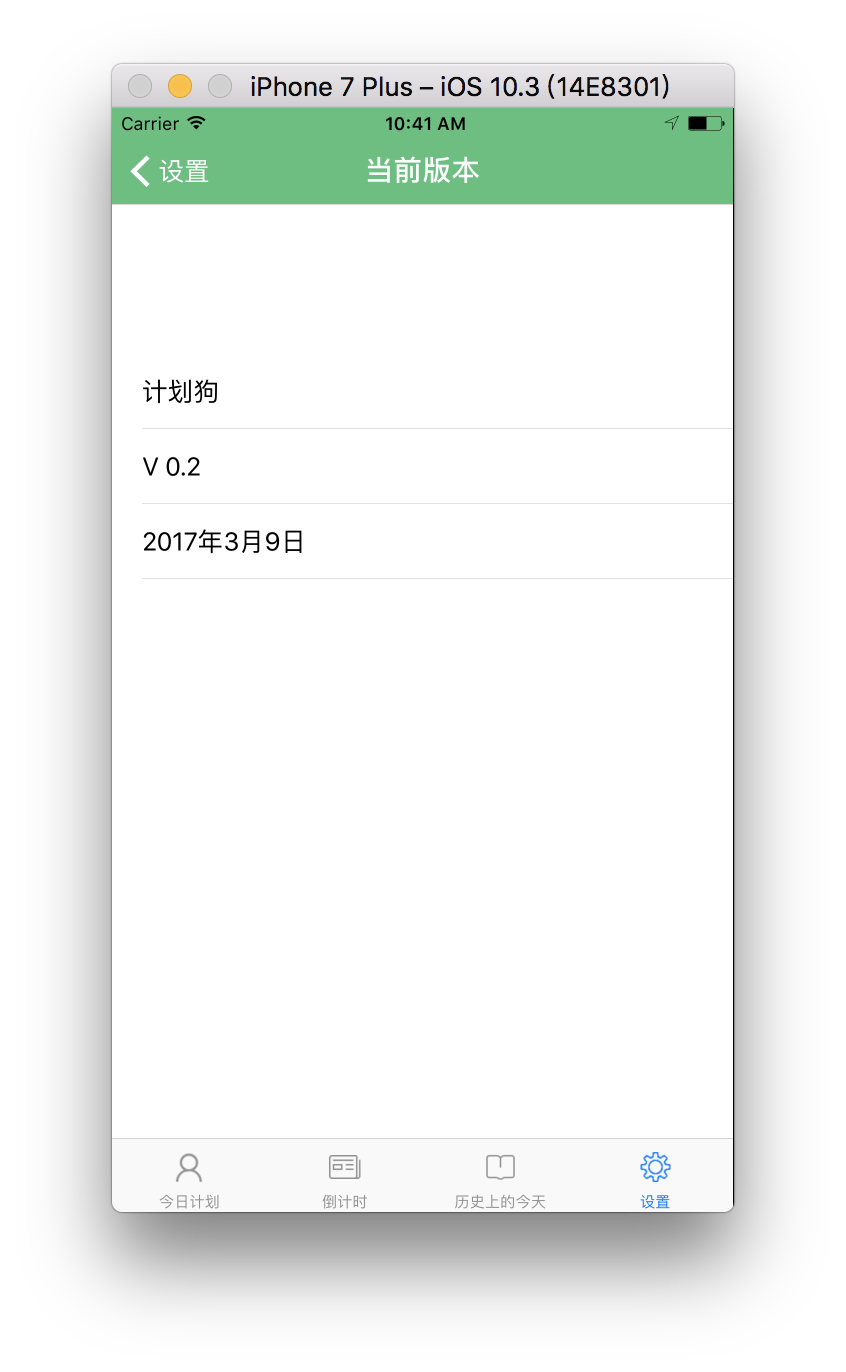 iPhone 7 Plus – iOS 10.3 (14E8301)
Carrier 10:41 AM
设置 当前版本
计划狗
V 0.2
2017年3月9日
今日计划 倒计时 历史上的今天 设置